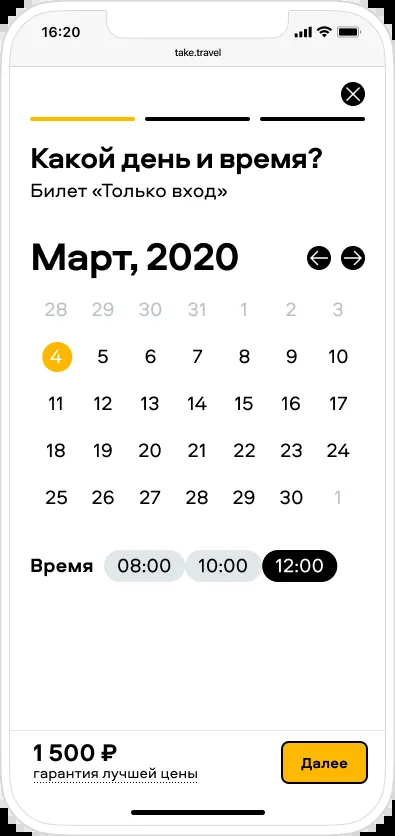 16:20
take.travel
Какой день и время?
Билет «Только вход»
Март, 2020
28 29 30 31 1 2 3
4 5 6 7 8 9 10
11 12 13 14 15 16 17
18 19 20 21 22 23 24
25 26 27 28 29 30 1
Время 08:00 10:00 12:00
1 500 ₽
гарантия лучшей цены
Далее